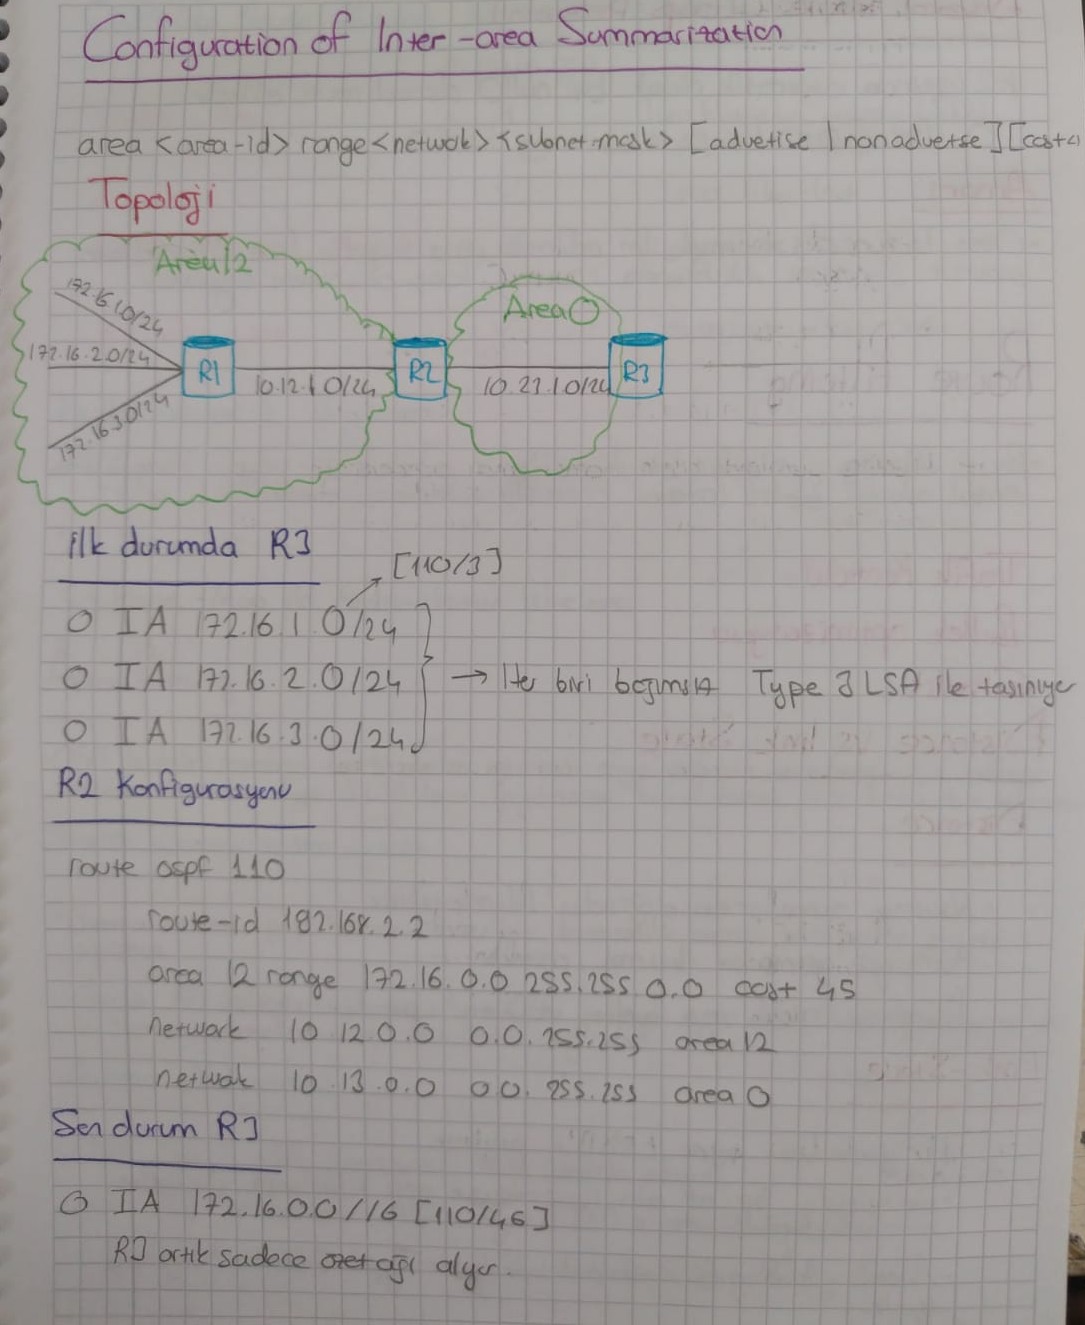 Configuration of Inter-area Summarization
area <area-id> range <netwok> <subnet-mask> [advetise | nonadvetse] [cost
Topoloji
Area 12
Area 0
172.16.1.0/24
172.16.2.0/24
172.16.3.0/24
R1
10.12.1.0/24
R2
10.23.1.0/24
R3
ilk durumda R3
[110/3]
O IA 172.16.1.0/24
O IA 172.16.2.0/24 → Her biri bağımsız Type 3 LSA ile taşınıyor
O IA 172.16.3.0/24
R2 Konfigurasyonu
route ospf 110
route-id 192.168.2.2
area 12 range 172.16.0.0 255.255.0.0 cost 45
network 10.12.0.0 0.0.255.255 area 12
netwok 10.13.0.0 0.0.255.255 area 0
Son durum R3
O IA 172.16.0.0/16 [110/46]
R3 artık sadece özet ağı alıyor.